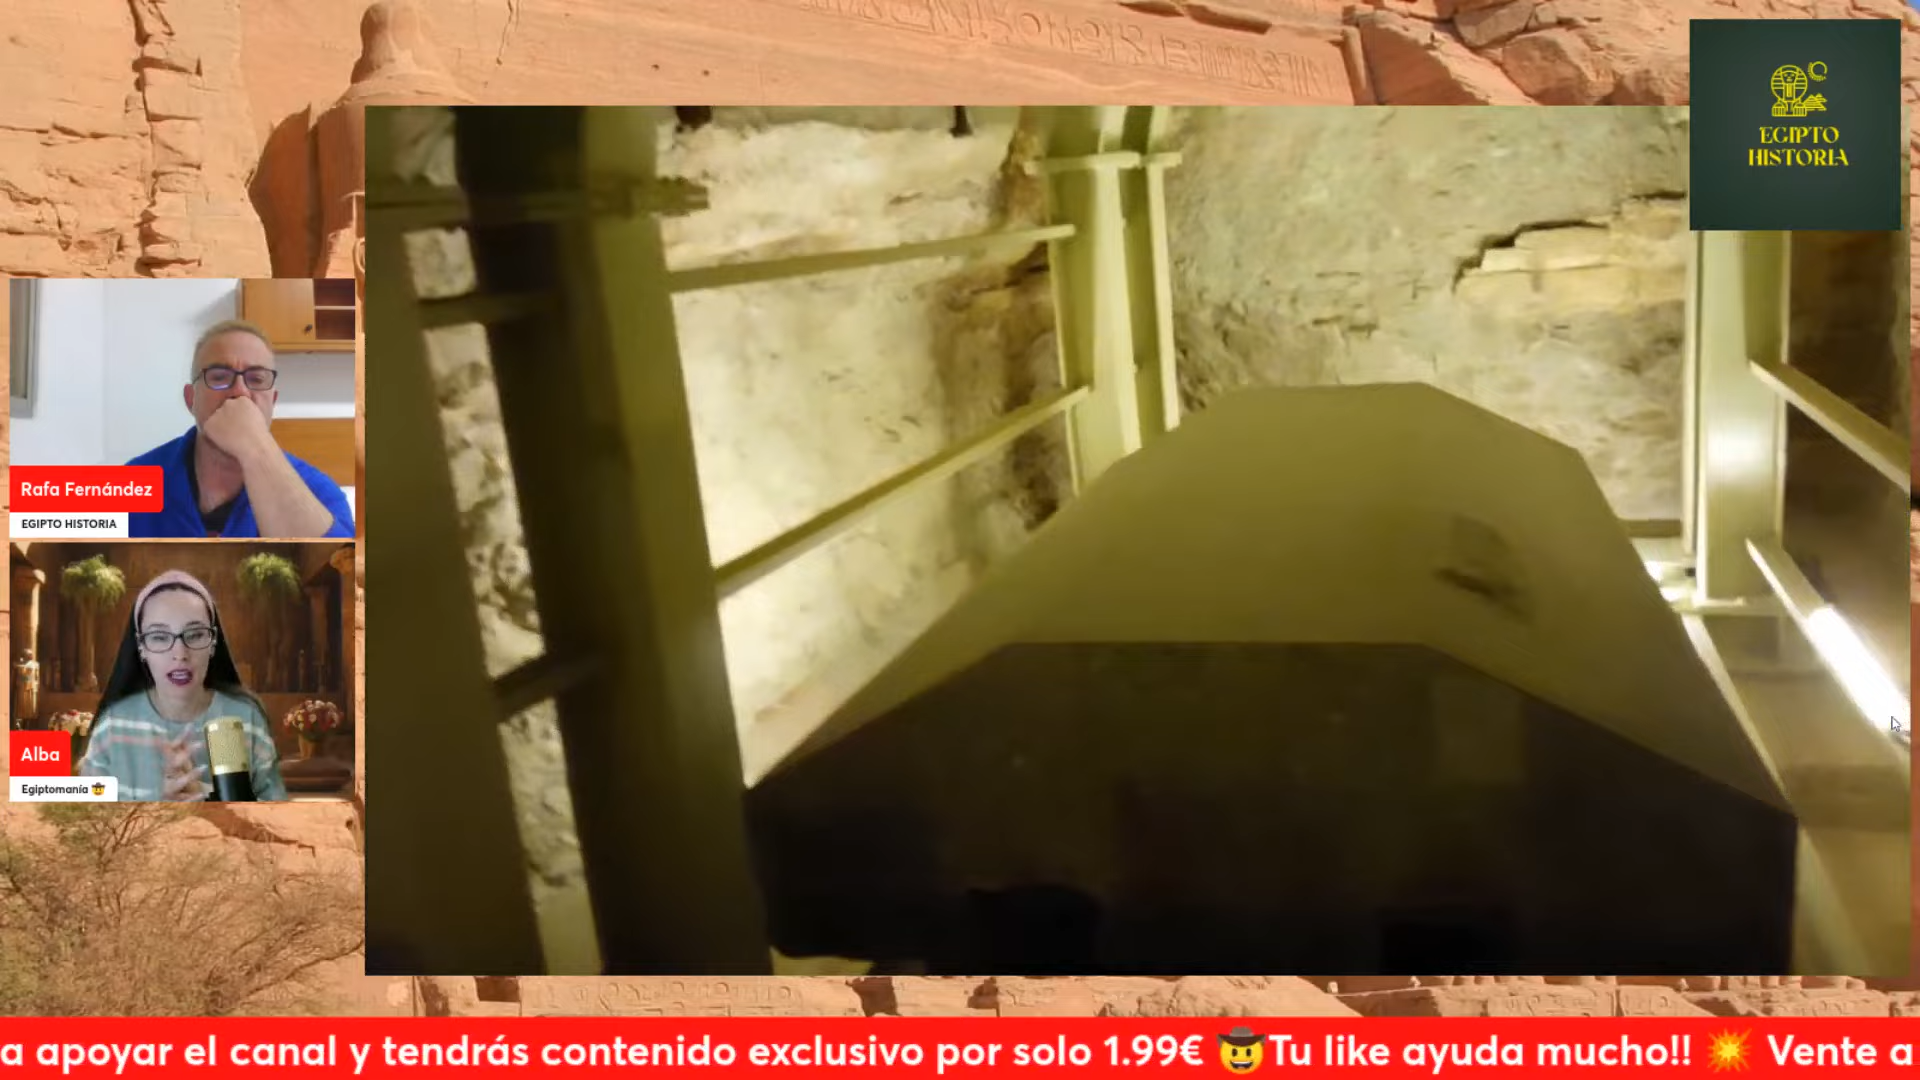 EGIPTO
HISTORIA
Rafa Fernández
EGIPTO HISTORIA
Alba
Egiptomanía 🤠
a apoyar el canal y tendrás contenido exclusivo por solo 1.99€ 🤠Tu like ayuda mucho!! 💥 Vente a